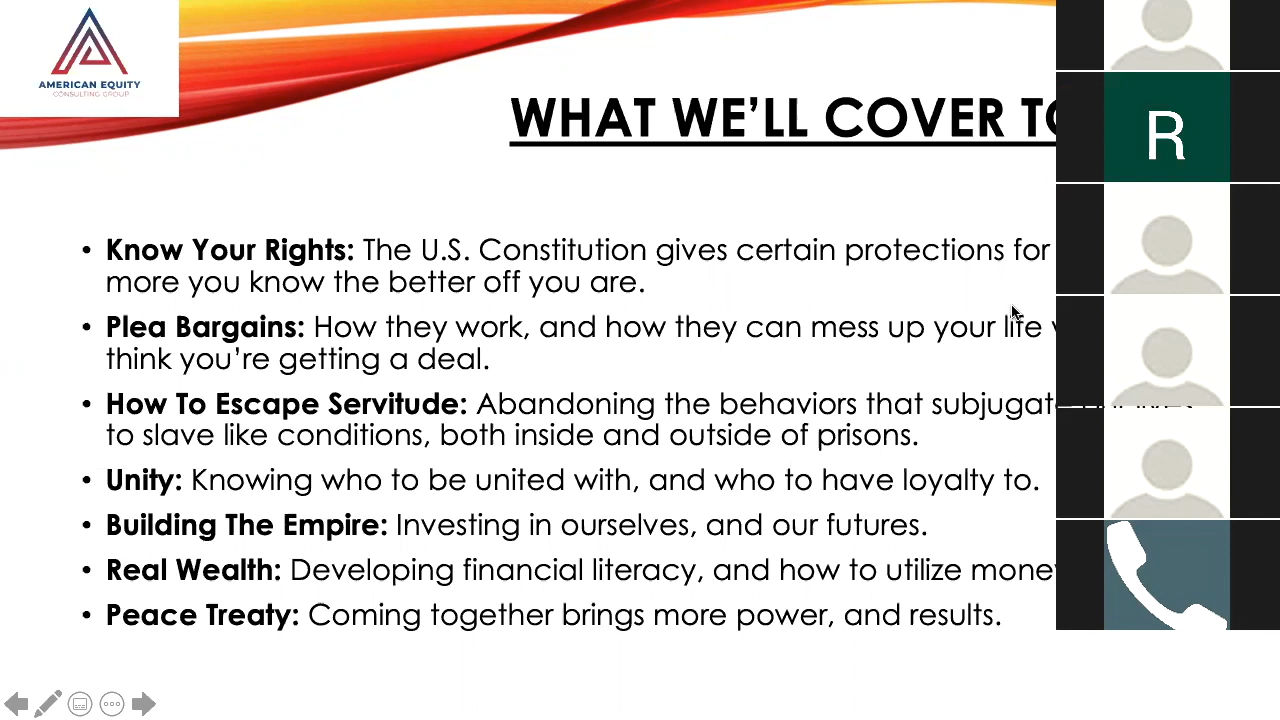 AMERICAN EQUITY
CONSULTING GROUP
WHAT WE'LL COVER
R
• Know Your Rights: The U.S. Constitution gives certain protections for
more you know the better off you are.
• Plea Bargains: How they work, and how they can mess up your life
think you're getting a deal.
• How To Escape Servitude: Abandoning the behaviors that subjugate
to slave like conditions, both inside and outside of prisons.
• Unity: Knowing who to be united with, and who to have loyalty to.
• Building The Empire: Investing in ourselves, and our futures.
• Real Wealth: Developing financial literacy, and how to utilize money
• Peace Treaty: Coming together brings more power, and results.